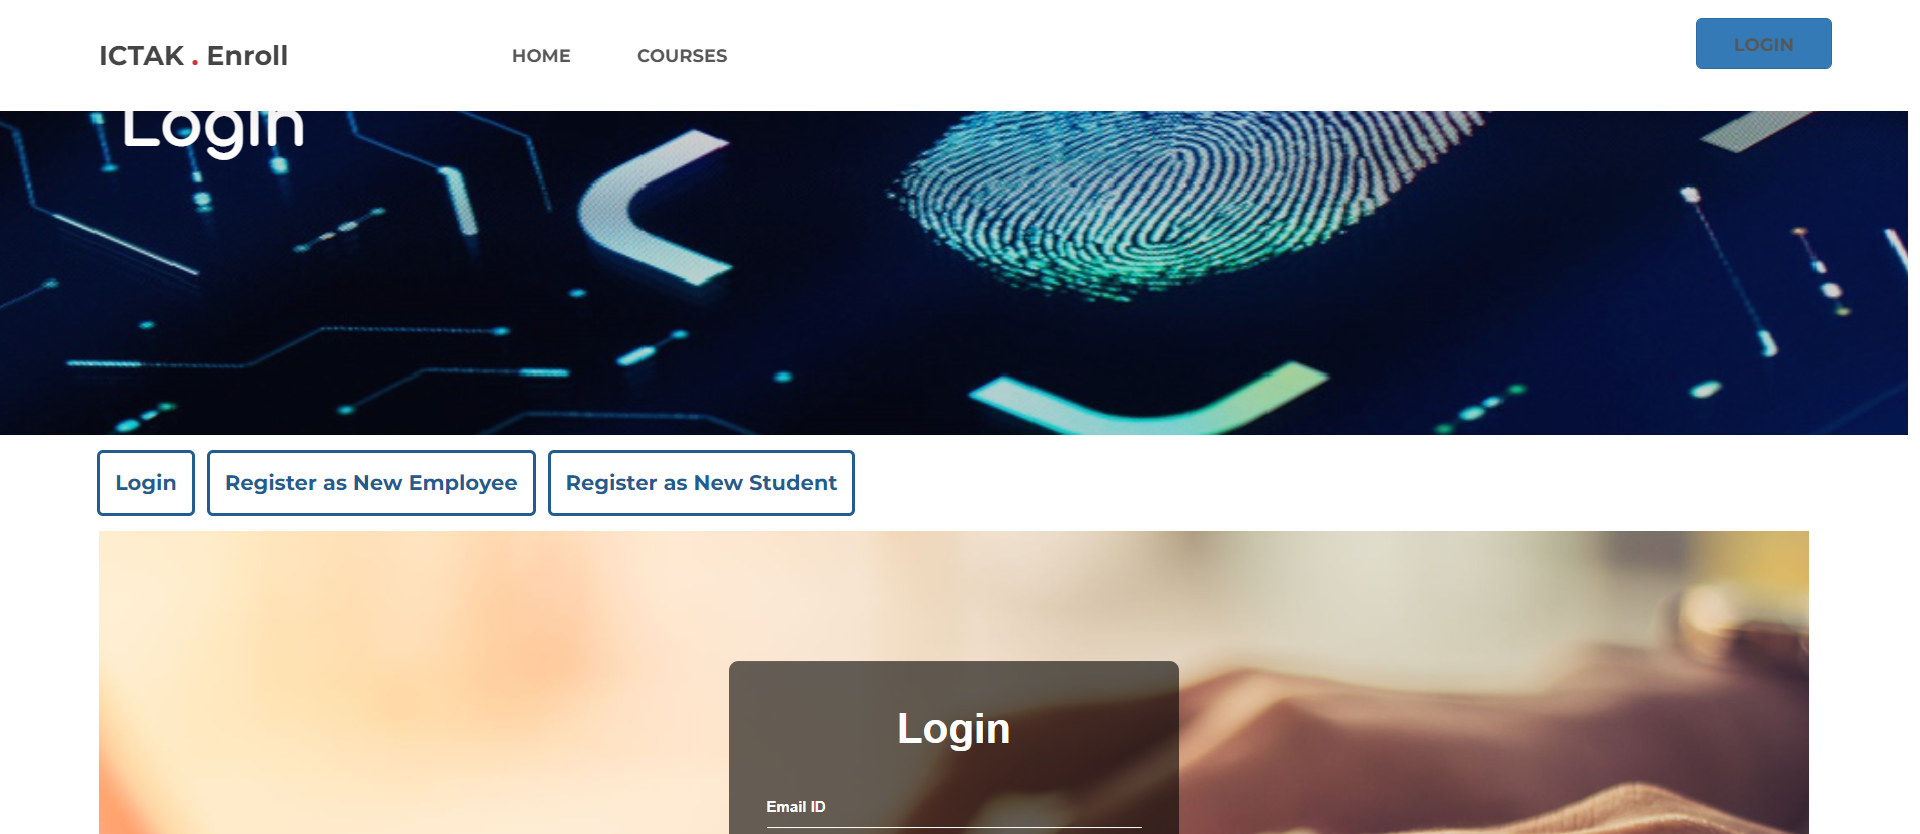 ICTAK . Enroll
HOME
COURSES
LOGIN
Login
Login
Register as New Employee
Register as New Student
Login
Email ID